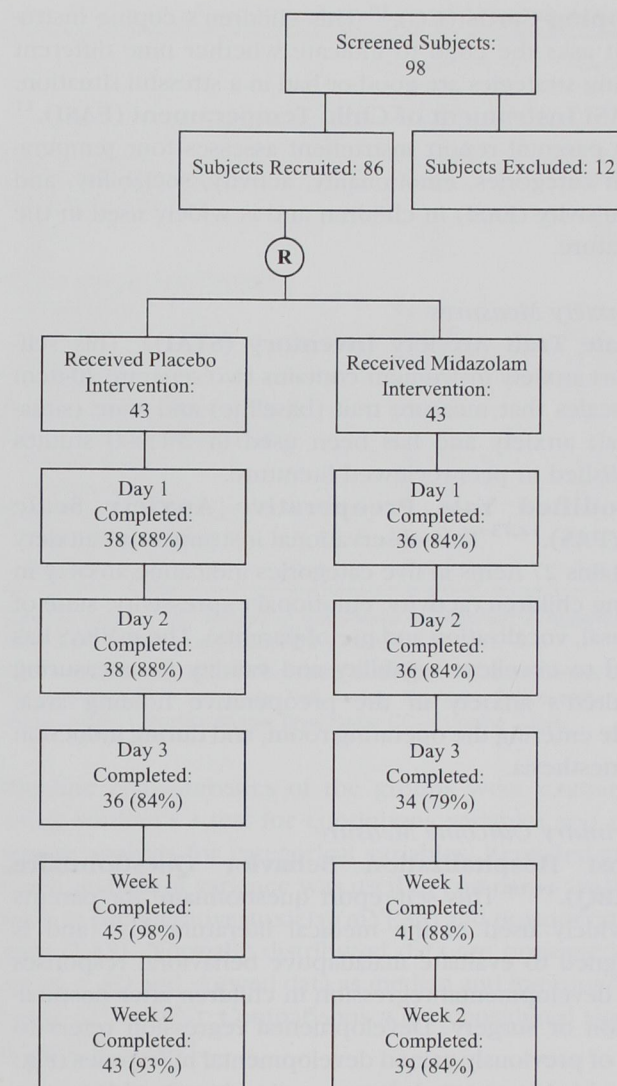 Screened Subjects:
98
Subjects Recruited: 86
Subjects Excluded: 12
R
Received Placebo
Intervention:
43
Received Midazolam
Intervention:
43
Day 1
Completed:
38 (88%)
Day 1
Completed:
36 (84%)
Day 2
Completed:
38 (88%)
Day 2
Completed:
36 (84%)
Day 3
Completed:
36 (84%)
Day 3
Completed:
34 (79%)
Week 1
Completed:
45 (98%)
Week 1
Completed:
41 (88%)
Week 2
Completed:
43 (93%)
Week 2
Completed:
39 (84%)